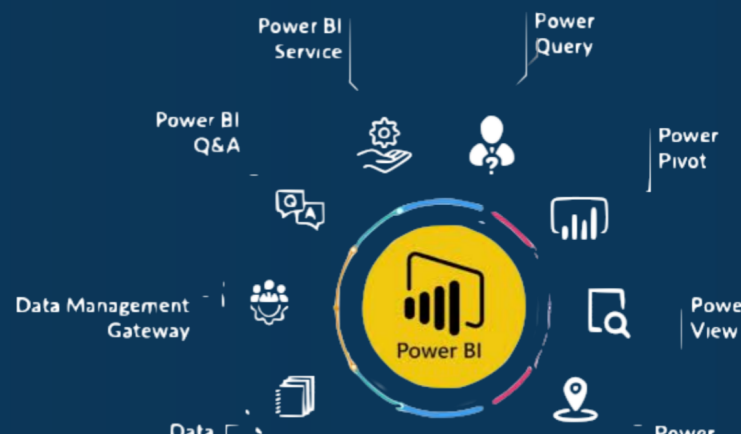 Power BI
Service
Power
Query
Power BI
Q&A
Power
Pivot
Q
A
?
Data Management
Gateway
Powe
View
Power BI
Data
Power